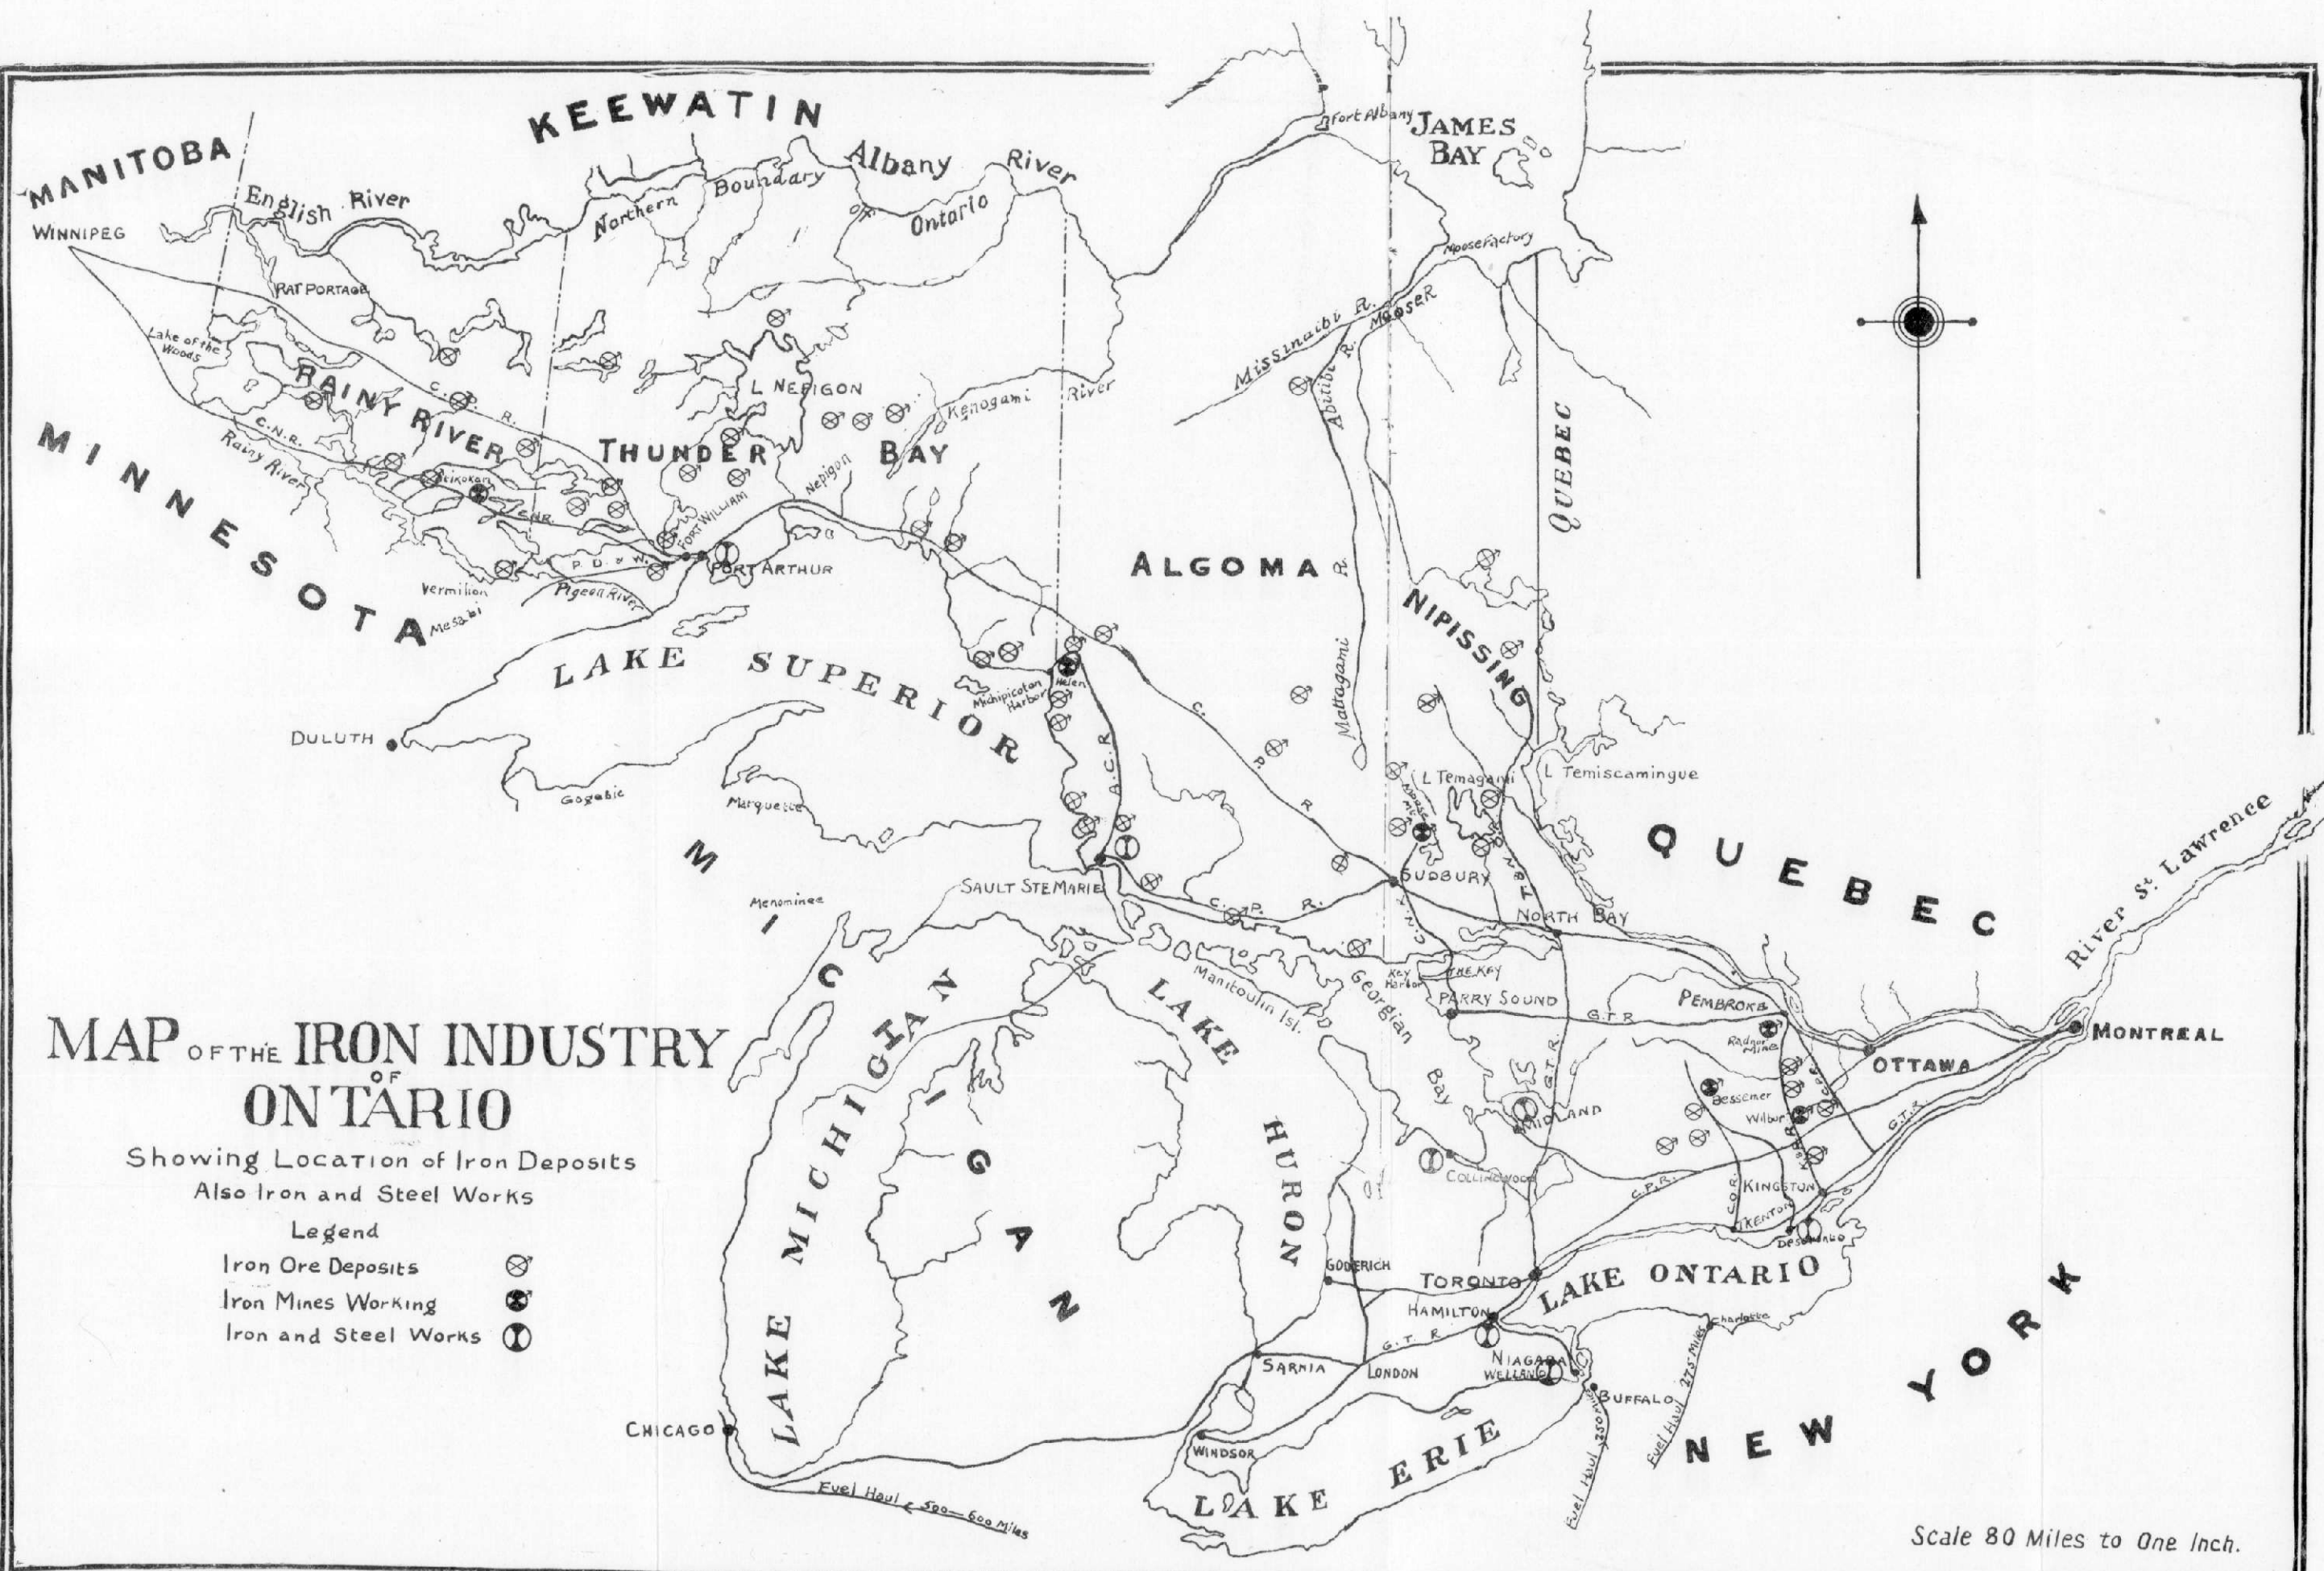 KEEWATIN
MANITOBA
WINNIPEG
English River
Northern Boundary Ontario
Albany River
Fort Albany
JAMES
BAY
Moose Factory
RAT PORTAGE
Lake of the
Woods
RAINY RIVER
C. P. R.
C.N.R.
Rainy River
Atikokan
C.N.R.
L NEPIGON
THUNDER BAY
Kenogami River
Nepigon
FORT WILLIAM
PORT ARTHUR
P. D. & W.
Pigeon River
Vermilion
Mesabi
MINNESOTA
Missinaibi R.
MOOSE R
Abitibi R.
QUEBEC
ALGOMA
Mattagami R.
NIPISSING
LAKE SUPERIOR
Michipicoten
Harbor
Helen
DULUTH
Gogebic
Marquette
Menominee
A.C.R.
C. P. R
L Temagami
L Temiscamingue
Moose Mt
T & N.O.R.
SAULT STE MARIE
C. P. R.
SUDBURY
C.N.R.
NORTH BAY
QUEBEC
River St. Lawrence
Manitoulin Isl.
Georgian Bay
Key
Harbor
THE KEY
PARRY SOUND
G.T.R
PEMBROKE
Radnor
Mine
MONTREAL
OTTAWA
MICHIGAN
LAKE MICHIGAN
LAKE HURON
G.T.R.
MIDLAND
Bessemer
Wilbur
K&P.R.R
C.P.R.
G.T.R.
COLLINGWOOD
C.P.R.
C.O.R.
KINGSTON
TRENTON
Deseronto
GODERICH
TORONTO
LAKE ONTARIO
HAMILTON
G. T. R
Charlotte
SARNIA
LONDON
NIAGARA
WELLAND
BUFFALO
Fuel Haul 250 Miles
Fuel Haul 275 Miles
NEW YORK
CHICAGO
WINDSOR
LAKE ERIE
Fuel Haul 500-600 Miles
MAP OF THE IRON INDUSTRY
OF
ONTARIO
Showing Location of Iron Deposits
Also Iron and Steel Works
Legend
Iron Ore Deposits
Iron Mines Working
Iron and Steel Works
Scale 80 Miles to One Inch.